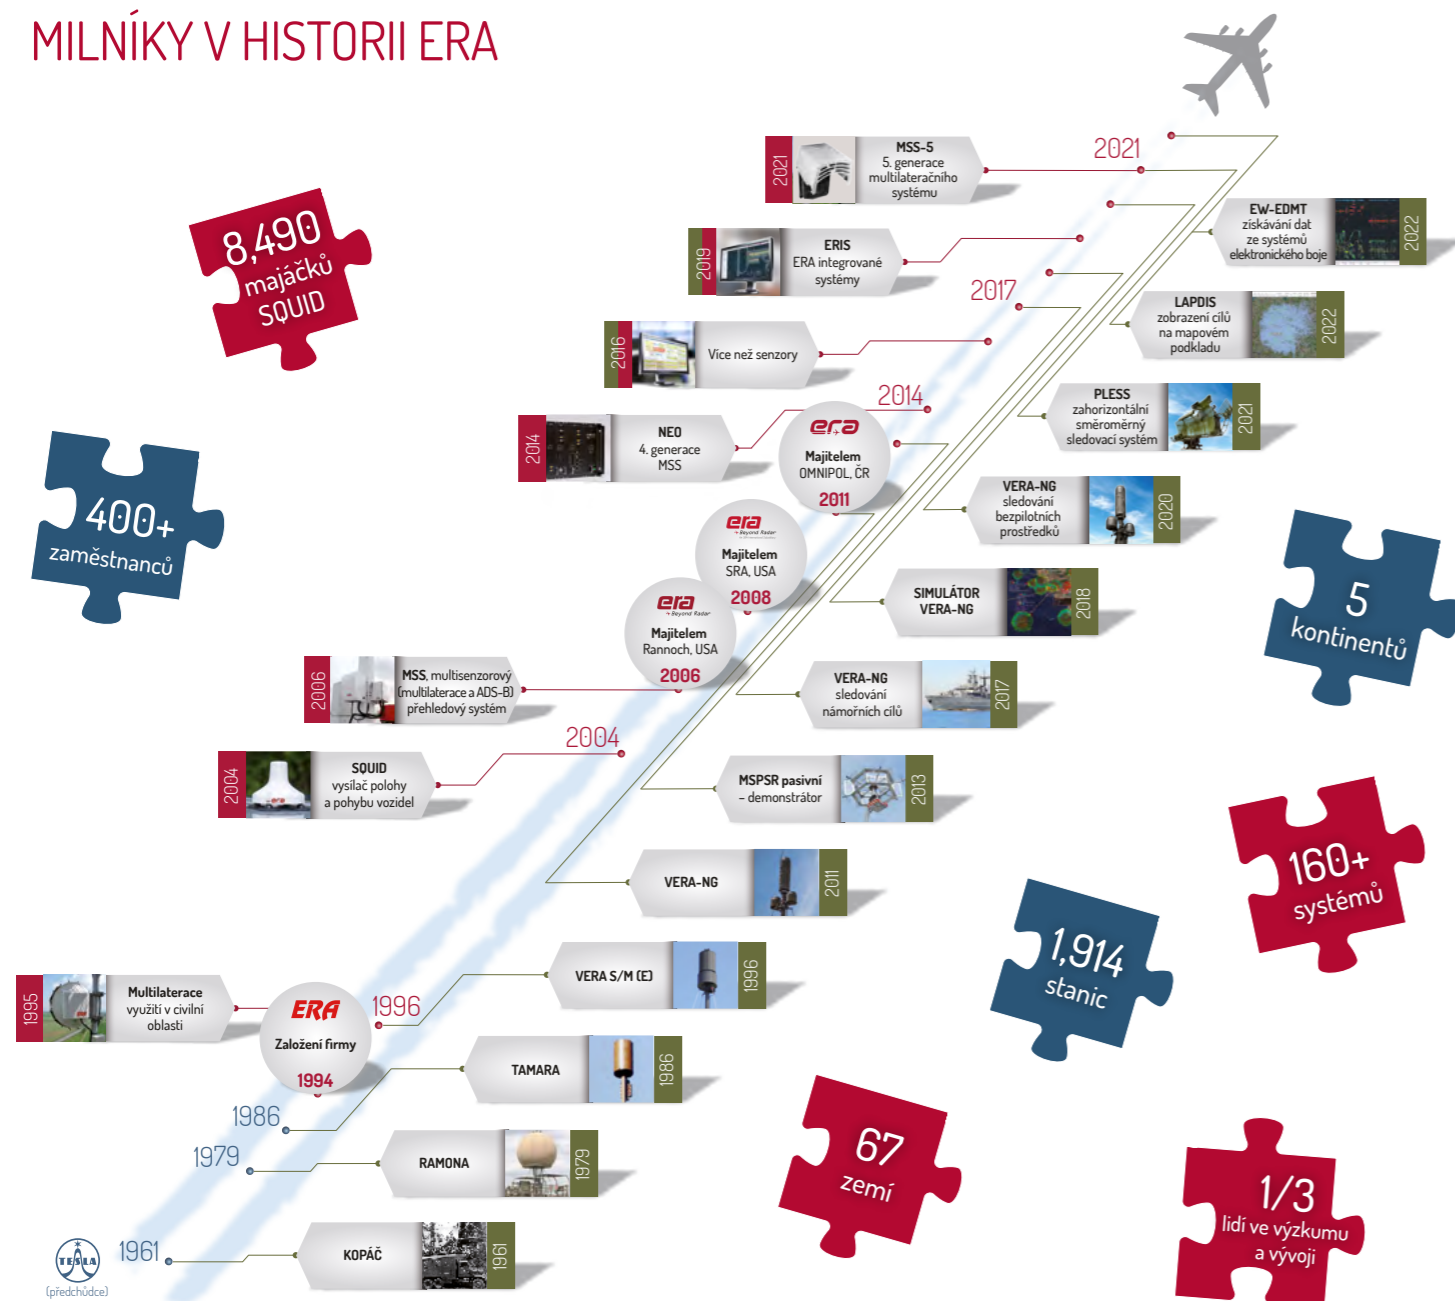 MILNÍKY V HISTORII ERA
2021
MSS-5
5. generace
multilateračního
systému
2021
8,490
majáčků
SQUID
2019
ERIS
ERA integrované
systémy
EW-EDMT
získávání dat
ze systémů
elektronického boje
2022
2017
2016
Více než senzory
LAPDIS
zobrazení cílů
na mapovém
podkladu
2022
2014
2014
NEO
4. generace
MSS
era
Majitelem
OMNIPOL, ČR
2011
PLESS
zahorizontální
směroměrný
sledovací systém
2021
400+
zaměstnanců
era
Beyond Radar
Majitelem
SRA, USA
2008
VERA-NG
sledování
bezpilotních
prostředků
2020
5
kontinentů
era
Beyond Radar
Majitelem
Rannoch, USA
2006
SIMULÁTOR
VERA-NG
2018
2006
MSS, multisenzorový
(multilaterace a ADS-B)
přehledový systém
VERA-NG
sledování
námořních cílů
2017
2004
2004
SQUID
vysílač polohy
a pohybu vozidel
era
MSPSR pasivní
– demonstrátor
2013
160+
systémů
VERA-NG
2011
1,914
stanic
VERA S/M (E)
1996
1995
Multilaterace
využití v civilní
oblasti
ERA
Založení firmy
1994
1996
TAMARA
1986
1986
67
zemí
1979
RAMONA
1979
1/3
lidí ve výzkumu
a vývoji
TESLA
(předchůdce)
1961
KOPÁČ
1961